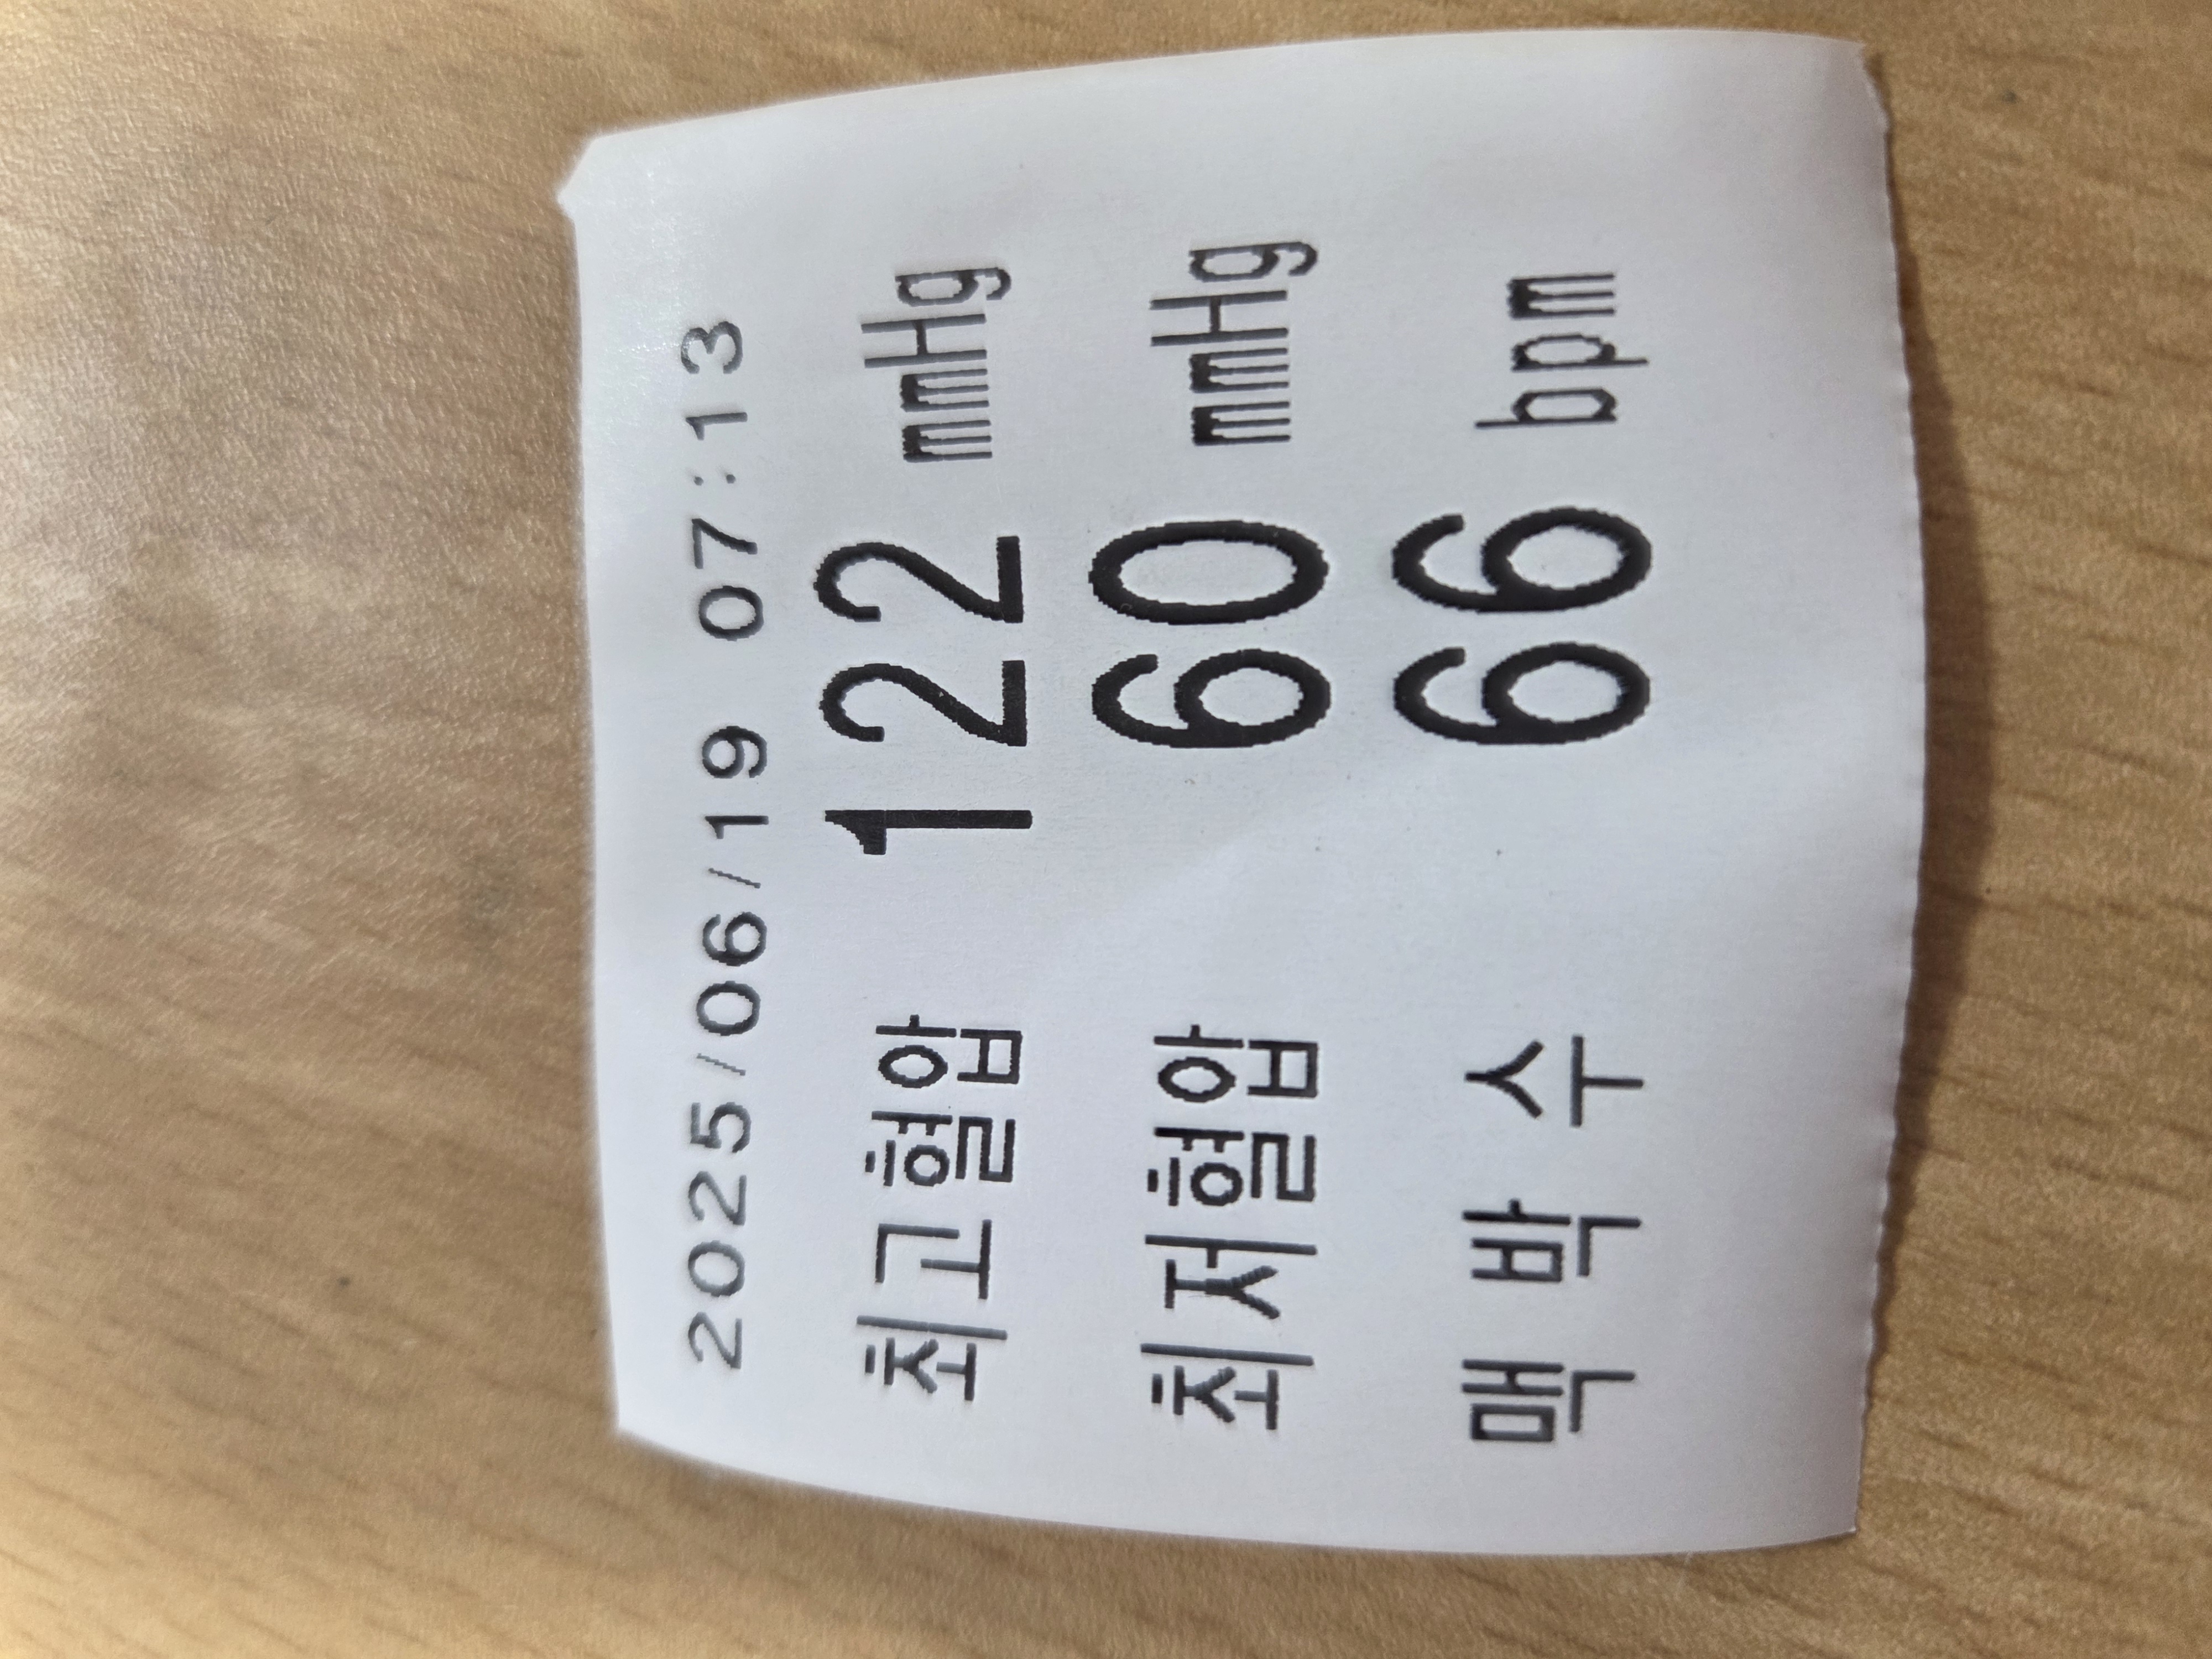 2025/06/19 07:13
최고혈압 122 mmHg
최저혈압 60 mmHg
맥 박 수 66 bpm